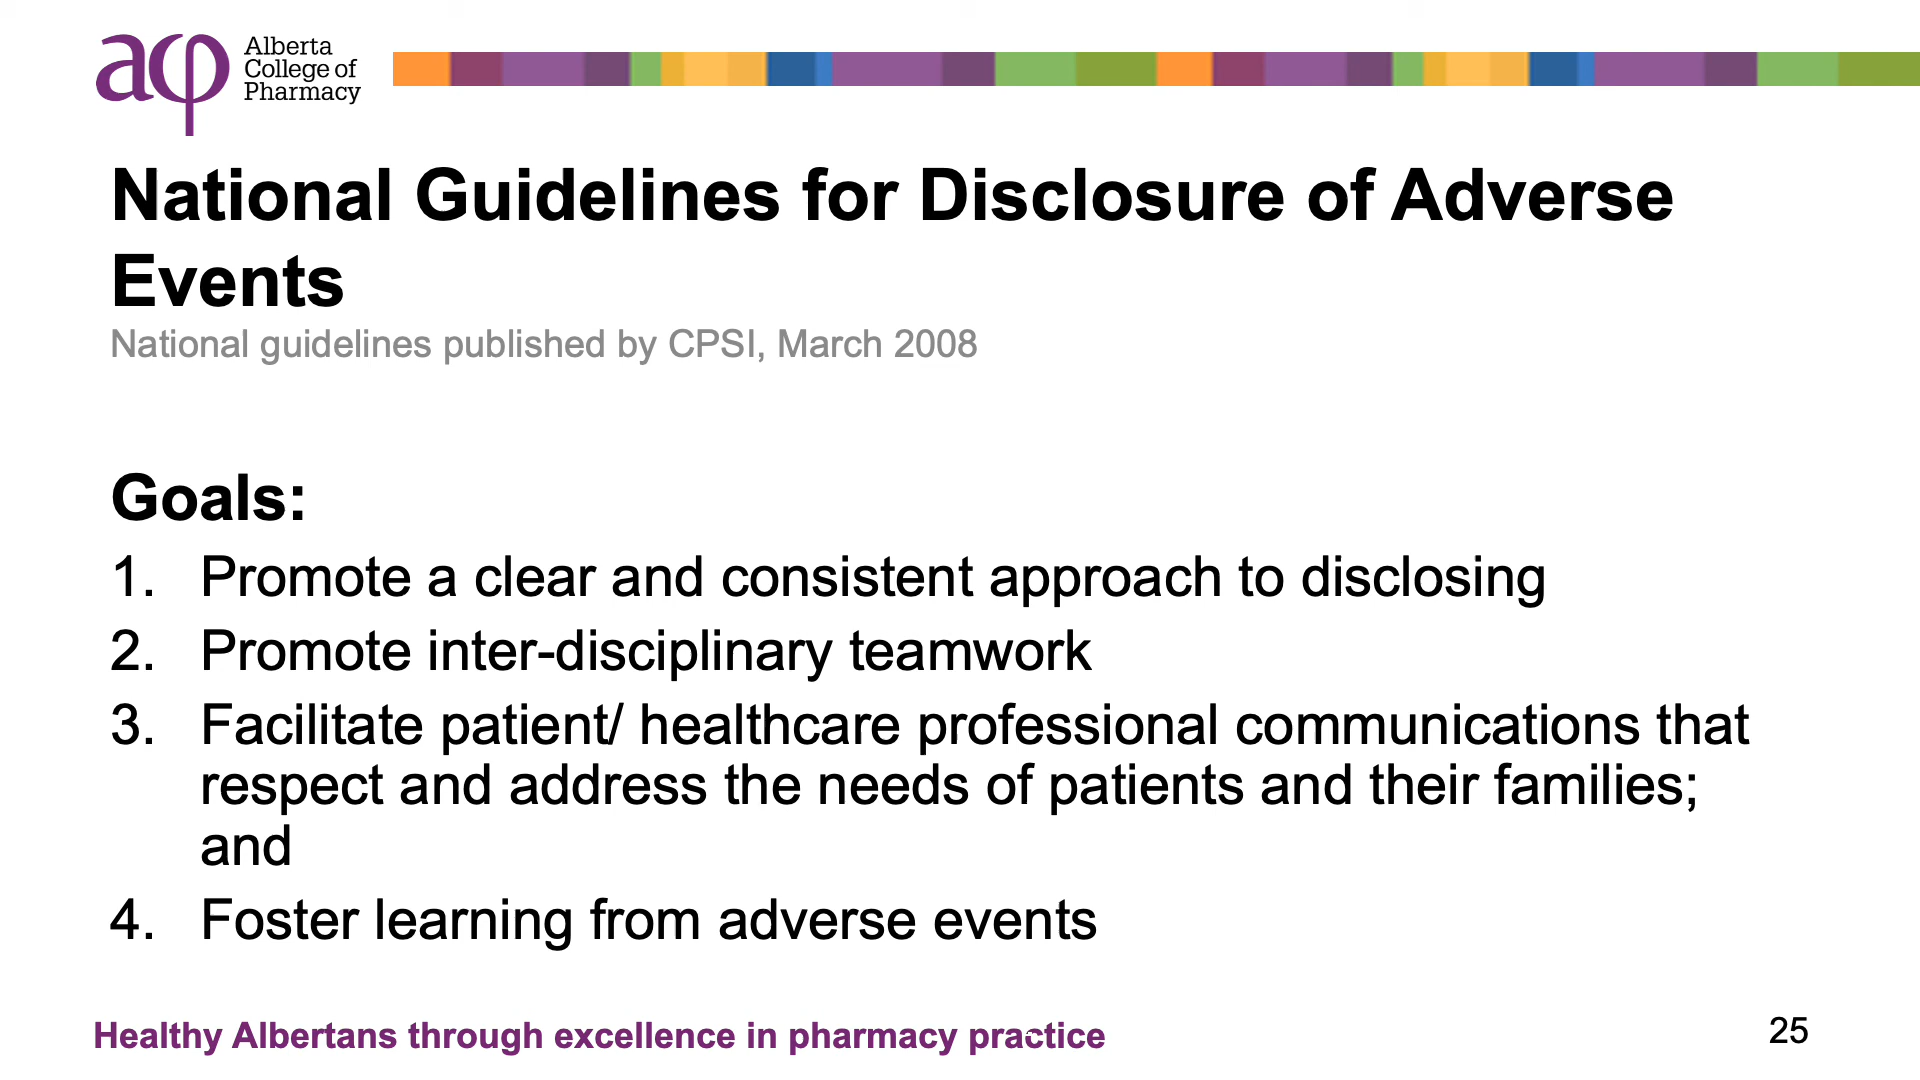 Alberta
College of
Pharmacy
National Guidelines for Disclosure of Adverse
Events
National guidelines published by CPSI, March 2008
Goals:
1. Promote a clear and consistent approach to disclosing
2. Promote inter-disciplinary teamwork
3. Facilitate patient/ healthcare professional communications that
respect and address the needs of patients and their families;
and
4. Foster learning from adverse events
Healthy Albertans through excellence in pharmacy practice
25